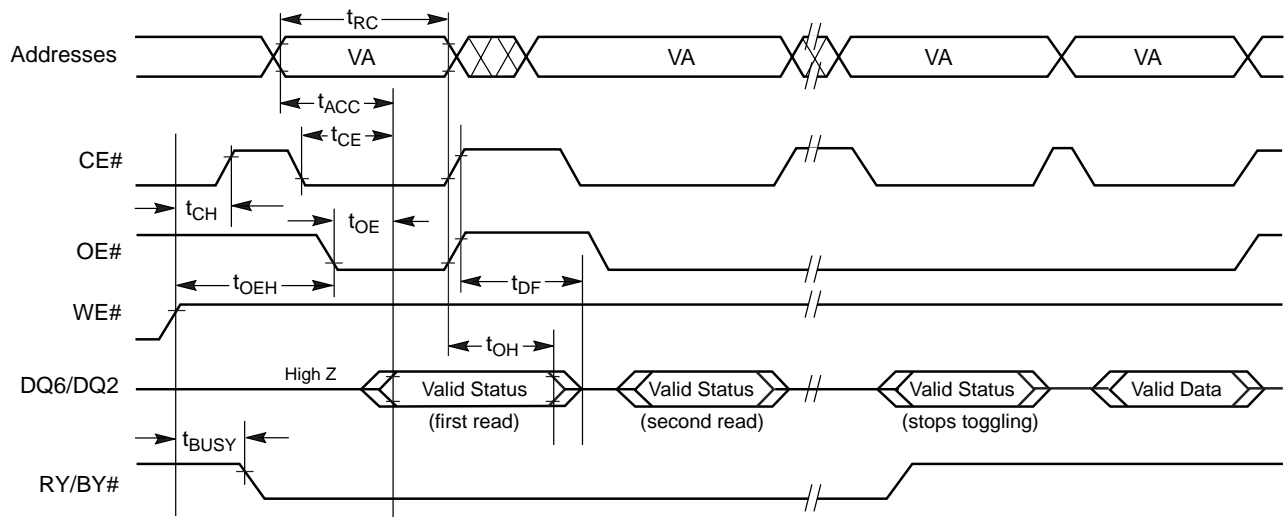 tRC
Addresses VA VA VA VA
tACC
tCE
CE#
tCH tOE
OE#
tOEH tDF
WE#
tOH
High Z
DQ6/DQ2 Valid Status Valid Status Valid Status Valid Data
(first read) (second read) (stops toggling)
tBUSY
RY/BY#